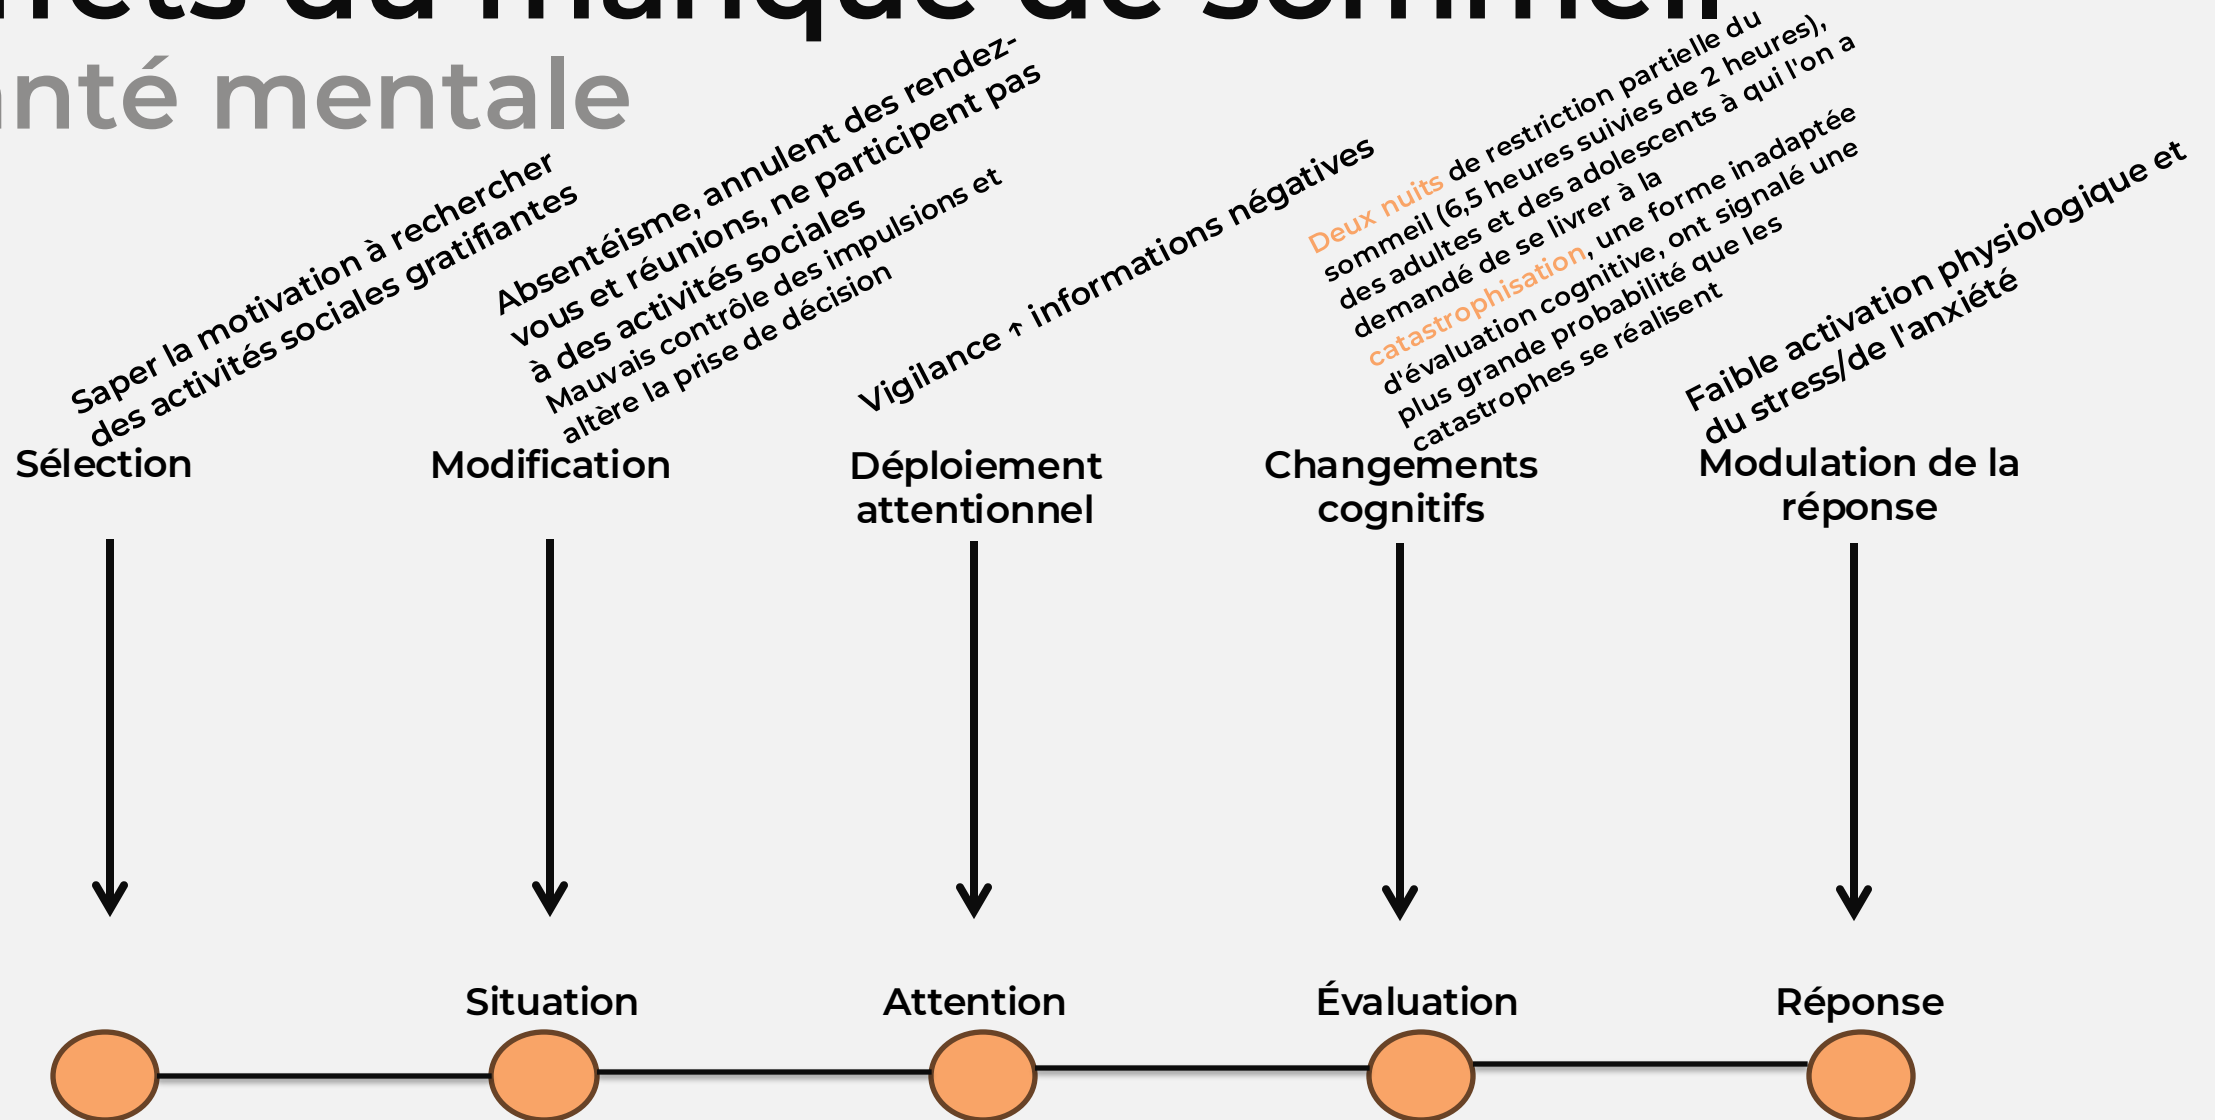 du manque de sommeil
mentale
Saper la motivation à rechercher
des activités sociales gratifiantes
Sélection
Absentéisme, annulent des rendez-
vous et réunions, ne participent pas
à des activités sociales
Mauvais contrôle des impulsions et
altère la prise de décision
Modification
Vigilance ↑ informations négatives
Déploiement
attentionnel
Deux nuits de restriction partielle du
sommeil (6,5 heures suivies de 2 heures),
des adultes et des adolescents à qui l'on a
demandé de se livrer à la
catastrophisation, une forme inadaptée
d'évaluation cognitive, ont signalé une
plus grande probabilité que les
catastrophes se réalisent
Changements
cognitifs
Faible activation physiologique et
du stress/de l'anxiété
Modulation de la
réponse
Situation
Attention
Évaluation
Réponse